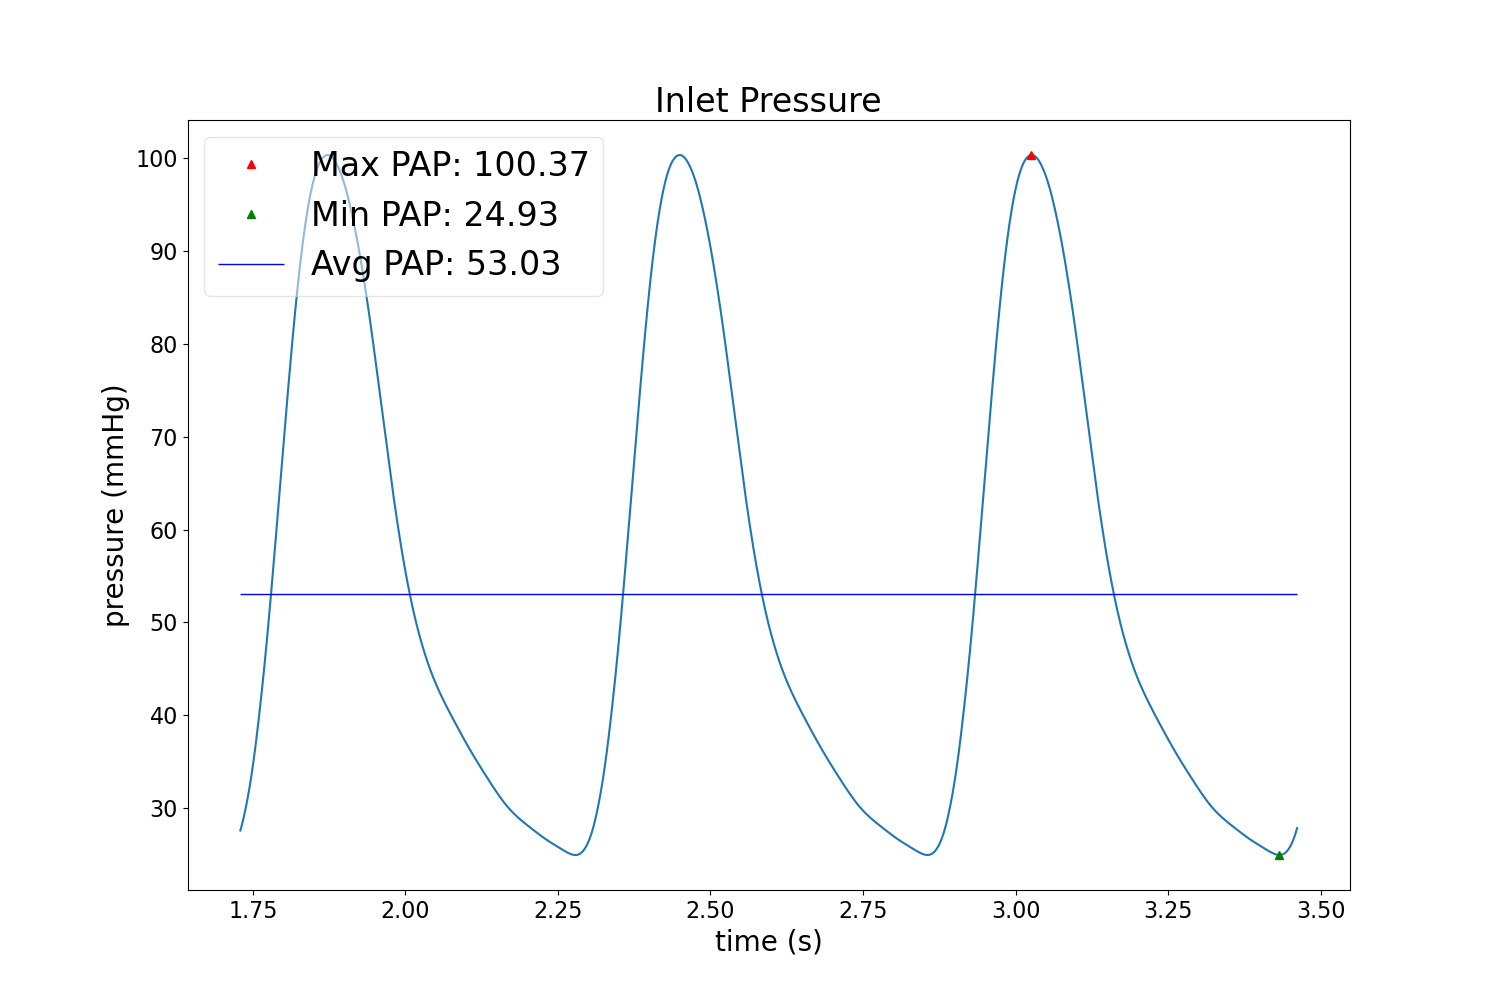 Inlet Pressure
Max PAP: 100.37
Min PAP: 24.93
Avg PAP: 53.03
100
90
80
70
60
50
40
30
pressure (mmHg)
1.75 2.00 2.25 2.50 2.75 3.00 3.25 3.50
time (s)